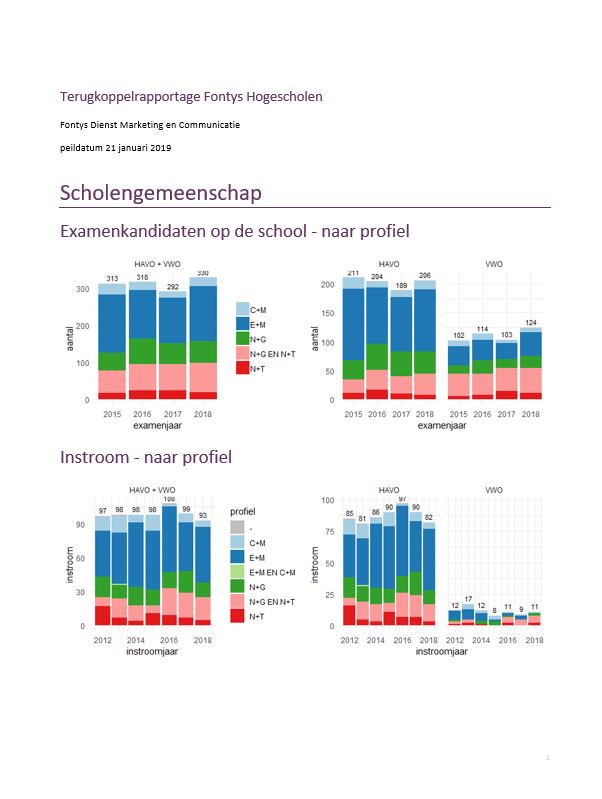 Terugkoppelrapportage Fontys Hogescholen
Fontys Dienst Marketing en Communicatie
peildatum 21 januari 2019
Scholengemeenschap
Examenkandidaten op de school - naar profiel
HAVO + VWO
313 318 292 330
300
200
100
0
aantal
2015 2016 2017 2018
examenjaar
C+M
E+M
N+G
N+G EN N+T
N+T
HAVO VWO
211 204 189 206
102 114 103 124
200
150
100
50
0
aantal
2015 2016 2017 2018 2015 2016 2017 2018
examenjaar examenjaar
Instroom - naar profiel
HAVO + VWO
97 98 98 98 108 99 93
90
60
30
0
instroom
2012 2014 2016 2018
instroomjaar
profiel
-
C+M
E+M
E+M EN C+M
N+G
N+G EN N+T
N+T
HAVO VWO
85 81 86 90 97 90 82
12 17 12 8 11 9 11
100
75
50
25
0
instroom
2012 2014 2016 2018 2012 2014 2016 2018
instroomjaar instroomjaar
1